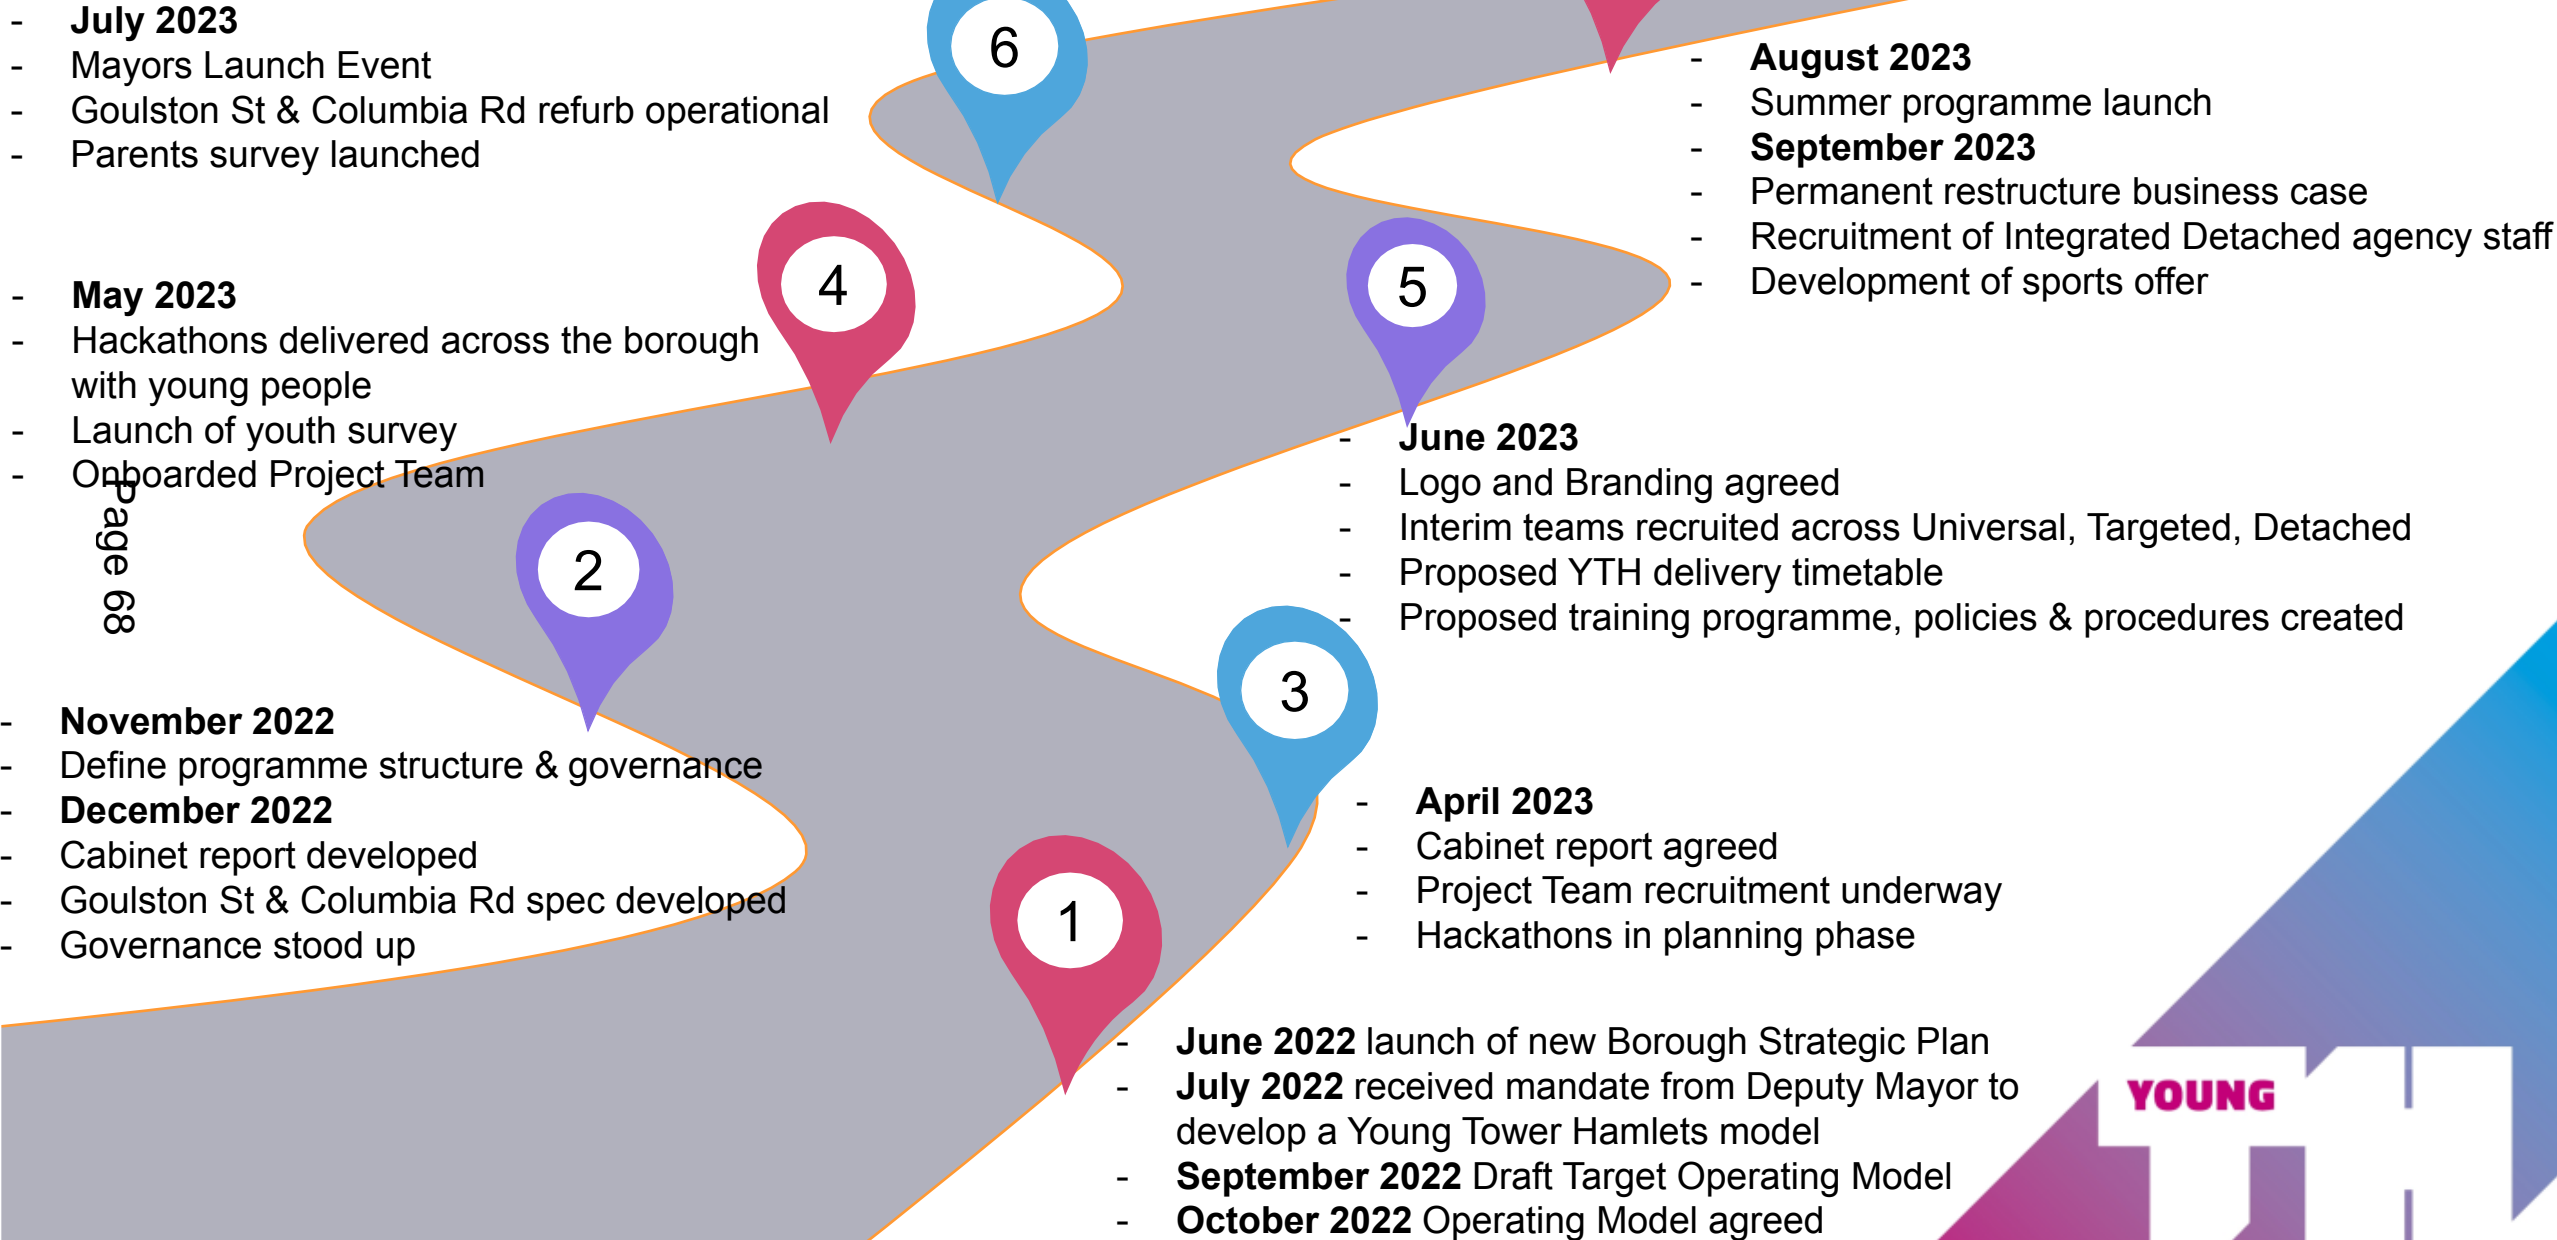 - July 2023
- Mayors Launch Event
- Goulston St & Columbia Rd refurb operational
- Parents survey launched
6
- August 2023
- Summer programme launch
- September 2023
- Permanent restructure business case
- Recruitment of Integrated Detached agency staff
- Development of sports offer
4
5
- May 2023
- Hackathons delivered across the borough
with young people
- Launch of youth survey
- Onboarded Project Team
Page 68
2
- June 2023
- Logo and Branding agreed
- Interim teams recruited across Universal, Targeted, Detached
- Proposed YTH delivery timetable
- Proposed training programme, policies & procedures created
3
- November 2022
- Define programme structure & governance
- December 2022
- Cabinet report developed
- Goulston St & Columbia Rd spec developed
- Governance stood up
- April 2023
- Cabinet report agreed
- Project Team recruitment underway
- Hackathons in planning phase
1
- June 2022 launch of new Borough Strategic Plan
- July 2022 received mandate from Deputy Mayor to
develop a Young Tower Hamlets model
- September 2022 Draft Target Operating Model
- October 2022 Operating Model agreed
YOUNG
TH